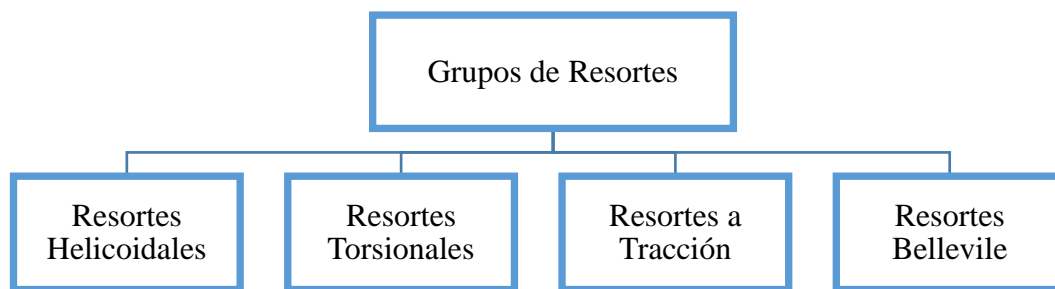 Grupos de Resortes
Resortes
Helicoidales
Resortes
Torsionales
Resortes a
Tracción
Resortes
Bellevile